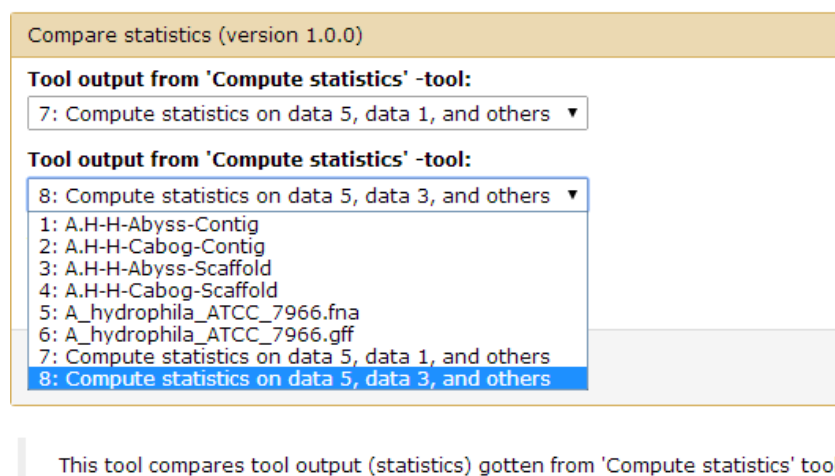 Compare statistics (version 1.0.0)
Tool output from 'Compute statistics' -tool:
7: Compute statistics on data 5, data 1, and others
Tool output from 'Compute statistics' -tool:
8: Compute statistics on data 5, data 3, and others
1: A.H-H-Abyss-Contig
2: A.H-H-Cabog-Contig
3: A.H-H-Abyss-Scaffold
4: A.H-H-Cabog-Scaffold
5: A_hydrophila_ATCC_7966.fna
6: A_hydrophila_ATCC_7966.gff
7: Compute statistics on data 5, data 1, and others
8: Compute statistics on data 5, data 3, and others
This tool compares tool output (statistics) gotten from 'Compute statistics' too